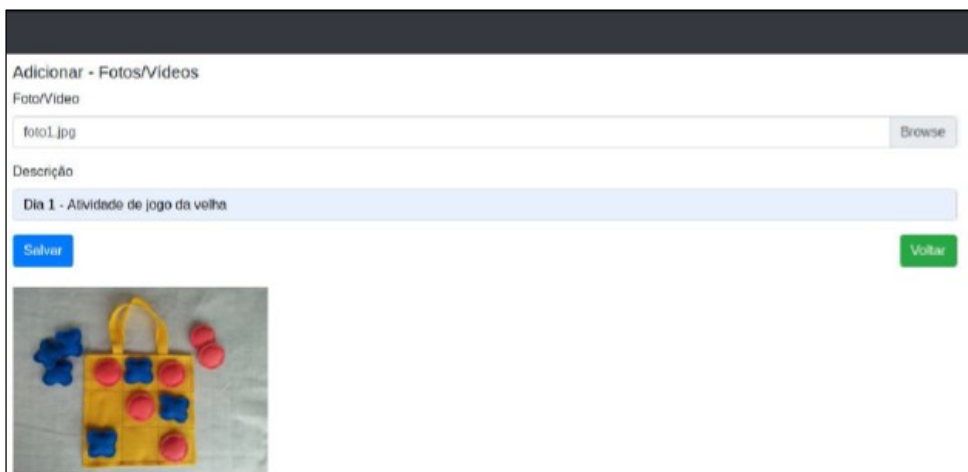 Adicionar - Fotos/Vídeos
Foto/Vídeo
foto1.jpg
Browse
Descrição
Dia 1 - Atividade de jogo da velha
Salvar
Voltar